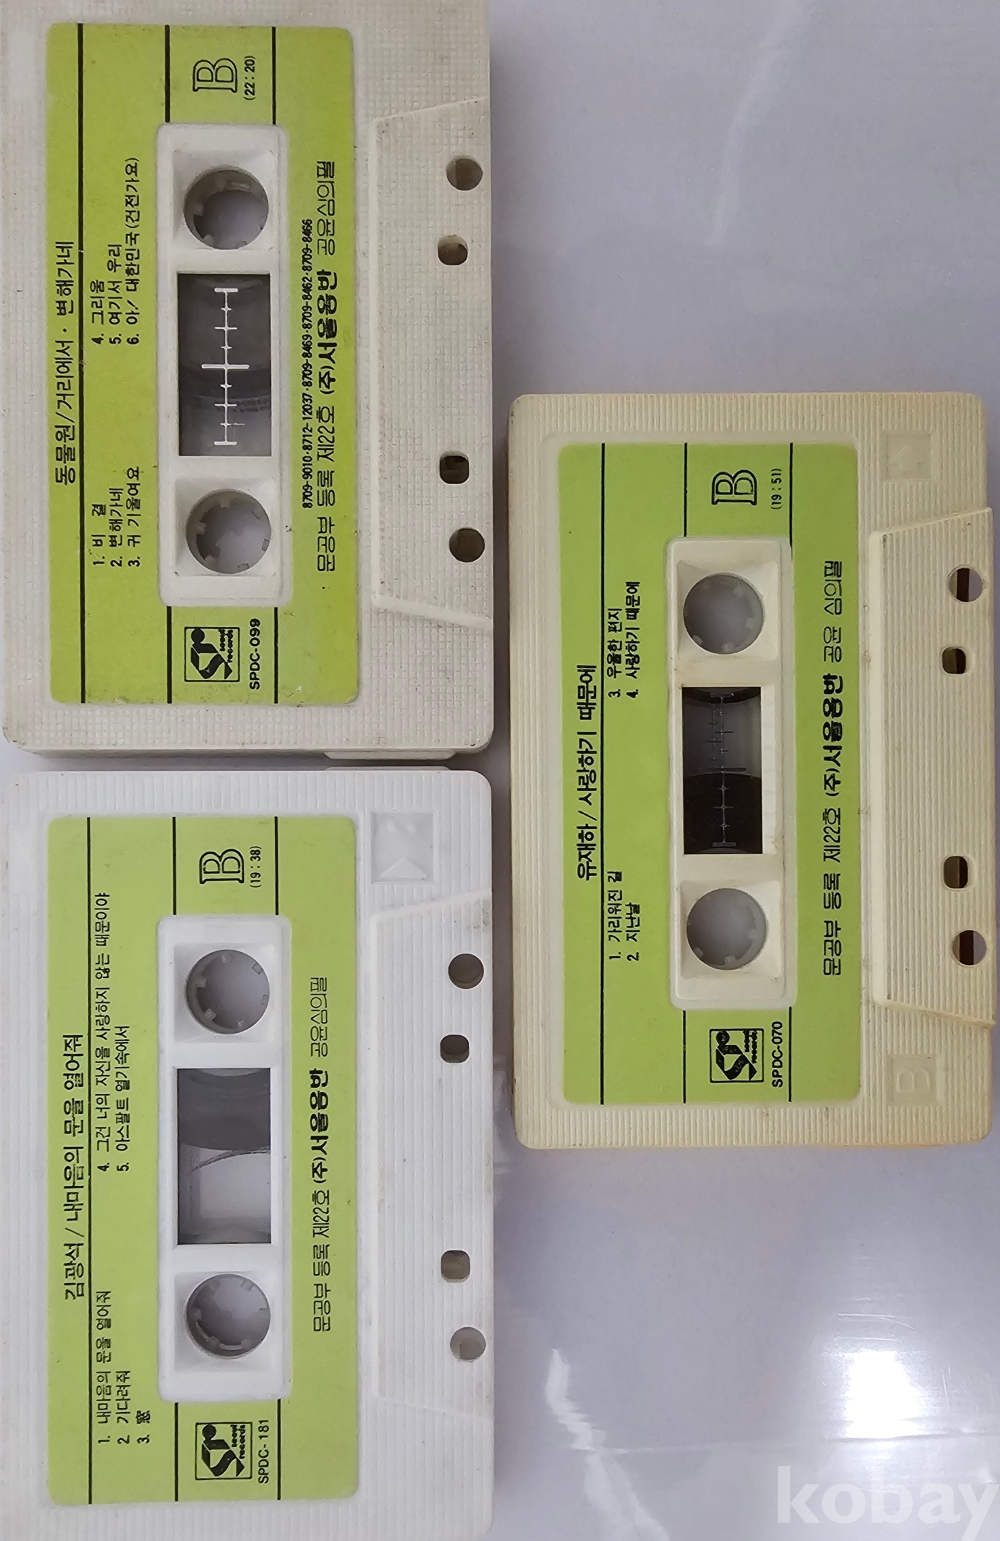 동물원/거리에서 · 변해가네
1. 비 결
2. 변해가네
3. 귀 기울여요
4. 그리움
5. 여기서 우리
6. 아! 대한민국(건전가요)
B
(22:20)
seoul records
SPDC-099
8709-9010·8712-12037·8709-8469·8709-8462·8709-8466
문공부 등록 제22호 (주)서울음반 공윤심의필
김광석/내마음의 문을 열어줘
1. 내마음의 문을 열어줘
2. 기다려줘
3. 窓
4. 그건 너의 자신을 사랑하지 않는 때문이야
5. 아스팔트 열기속에서
B
(19:38)
seoul records
SPDC-181
문공부 등록 제22호 (주)서울음반 공윤심의필
유재하/사랑하기 때문에
1. 가리워진 길
2. 지난날
3. 우울한 편지
4. 사랑하기 때문에
B
(19:51)
seoul records
SPDC-070
문공부 등록 제22호 (주)서울음반 공윤 심의필
B
kobay